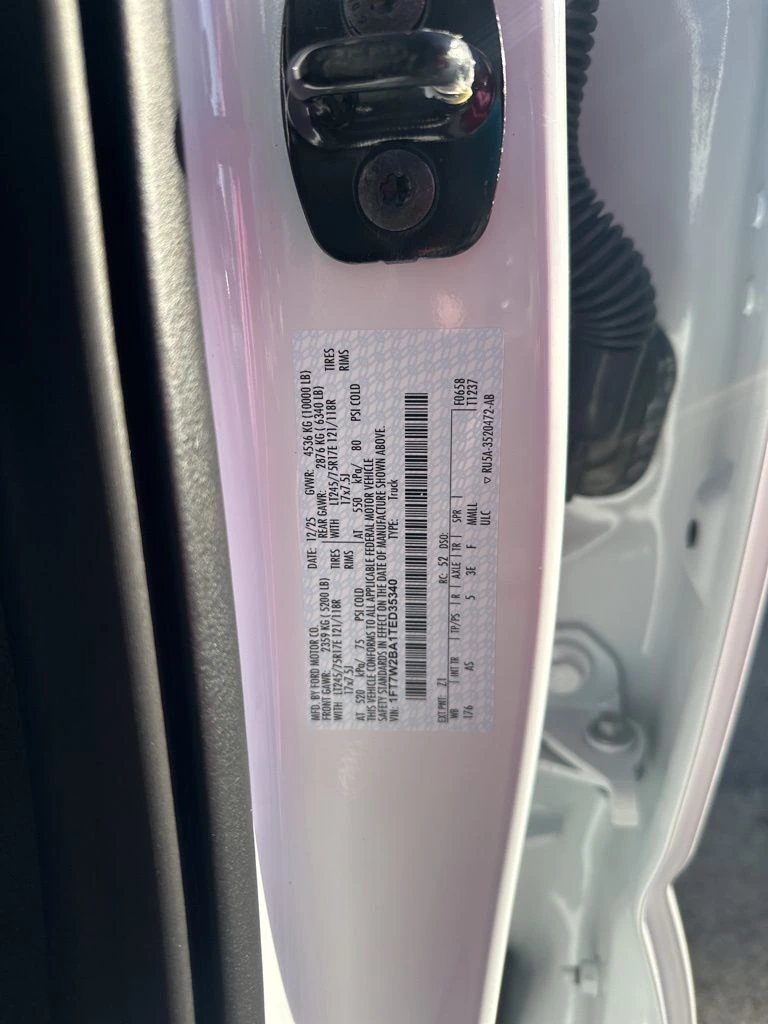 MFD. BY FORD MOTOR CO. DATE: 12/25 GVWR: 4536 KG (10000 LB)
FRONT GAWR: 2359 KG (5200 LB) REAR GAWR: 2876 KG (6340 LB)
WITH LT245/75R17E 121/118R TIRES WITH LT245/75R17E 121/118R TIRES
17x7.5J RIMS 17x7.5J RIMS
AT 520 kPa/ 75 PSI COLD AT 550 kPa/ 80 PSI COLD
THIS VEHICLE CONFORMS TO ALL APPLICABLE FEDERAL MOTOR VEHICLE
SAFETY STANDARDS IN EFFECT ON THE DATE OF MANUFACTURE SHOWN ABOVE.
VIN: 1FT7W2BA1TED35340 TYPE: Truck
EXT PNT: Z1 RC: 52 DSO: F0658
WB INT TR TP/PS R AXLE TR SPR T1237
176 AS 5 3E F MMLL
ULC ▽ RU5A-3520472-AB